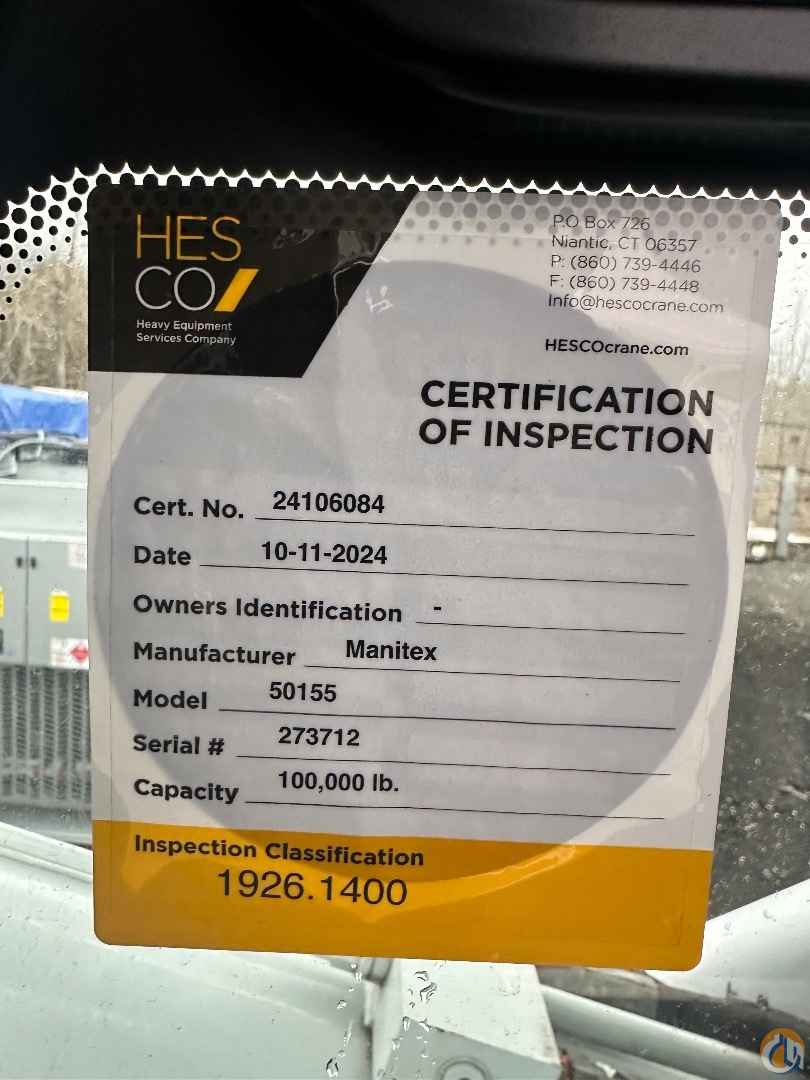 HES
CO/
Heavy Equipment
Services Company
P.O Box 726
Niantic, CT 06357
P: (860) 739-4446
F: (860) 739-4448
Info@hescocrane.com
HESCOcrane.com
CERTIFICATION
OF INSPECTION
Cert. No. 24106084
Date 10-11-2024
Owners Identification -
Manufacturer Manitex
Model 50155
Serial # 273712
Capacity 100,000 lb.
Inspection Classification
1926.1400